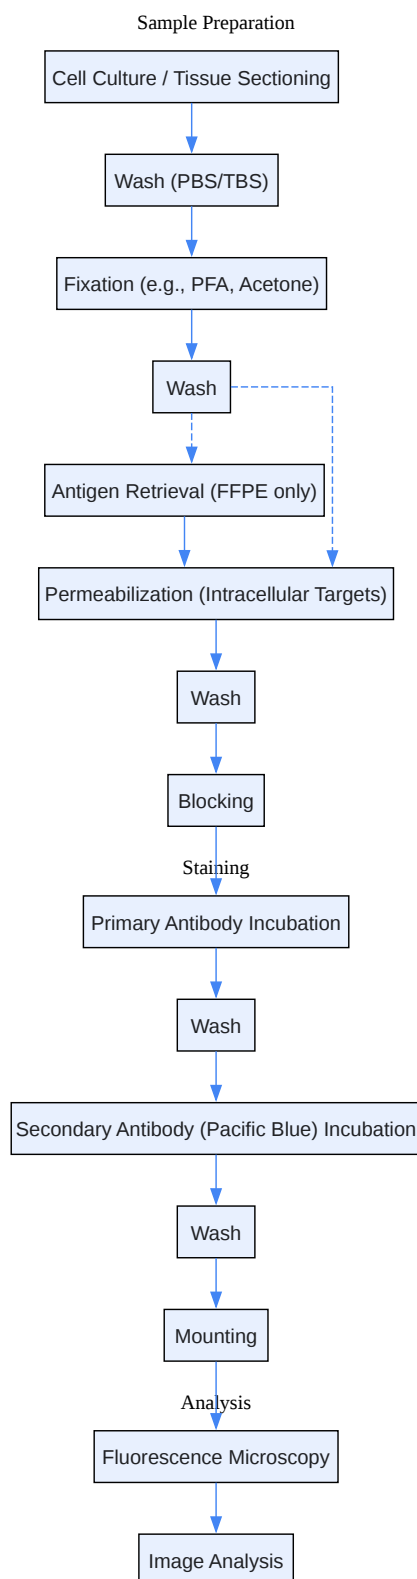 Sample Preparation
Cell Culture / Tissue Sectioning
Wash (PBS/TBS)
Fixation (e.g., PFA, Acetone)
Wash
Antigen Retrieval (FFPE only)
Permeabilization (Intracellular Targets)
Wash
Blocking
Staining
Primary Antibody Incubation
Wash
Secondary Antibody (Pacific Blue) Incubation
Wash
Mounting
Analysis
Fluorescence Microscopy
Image Analysis